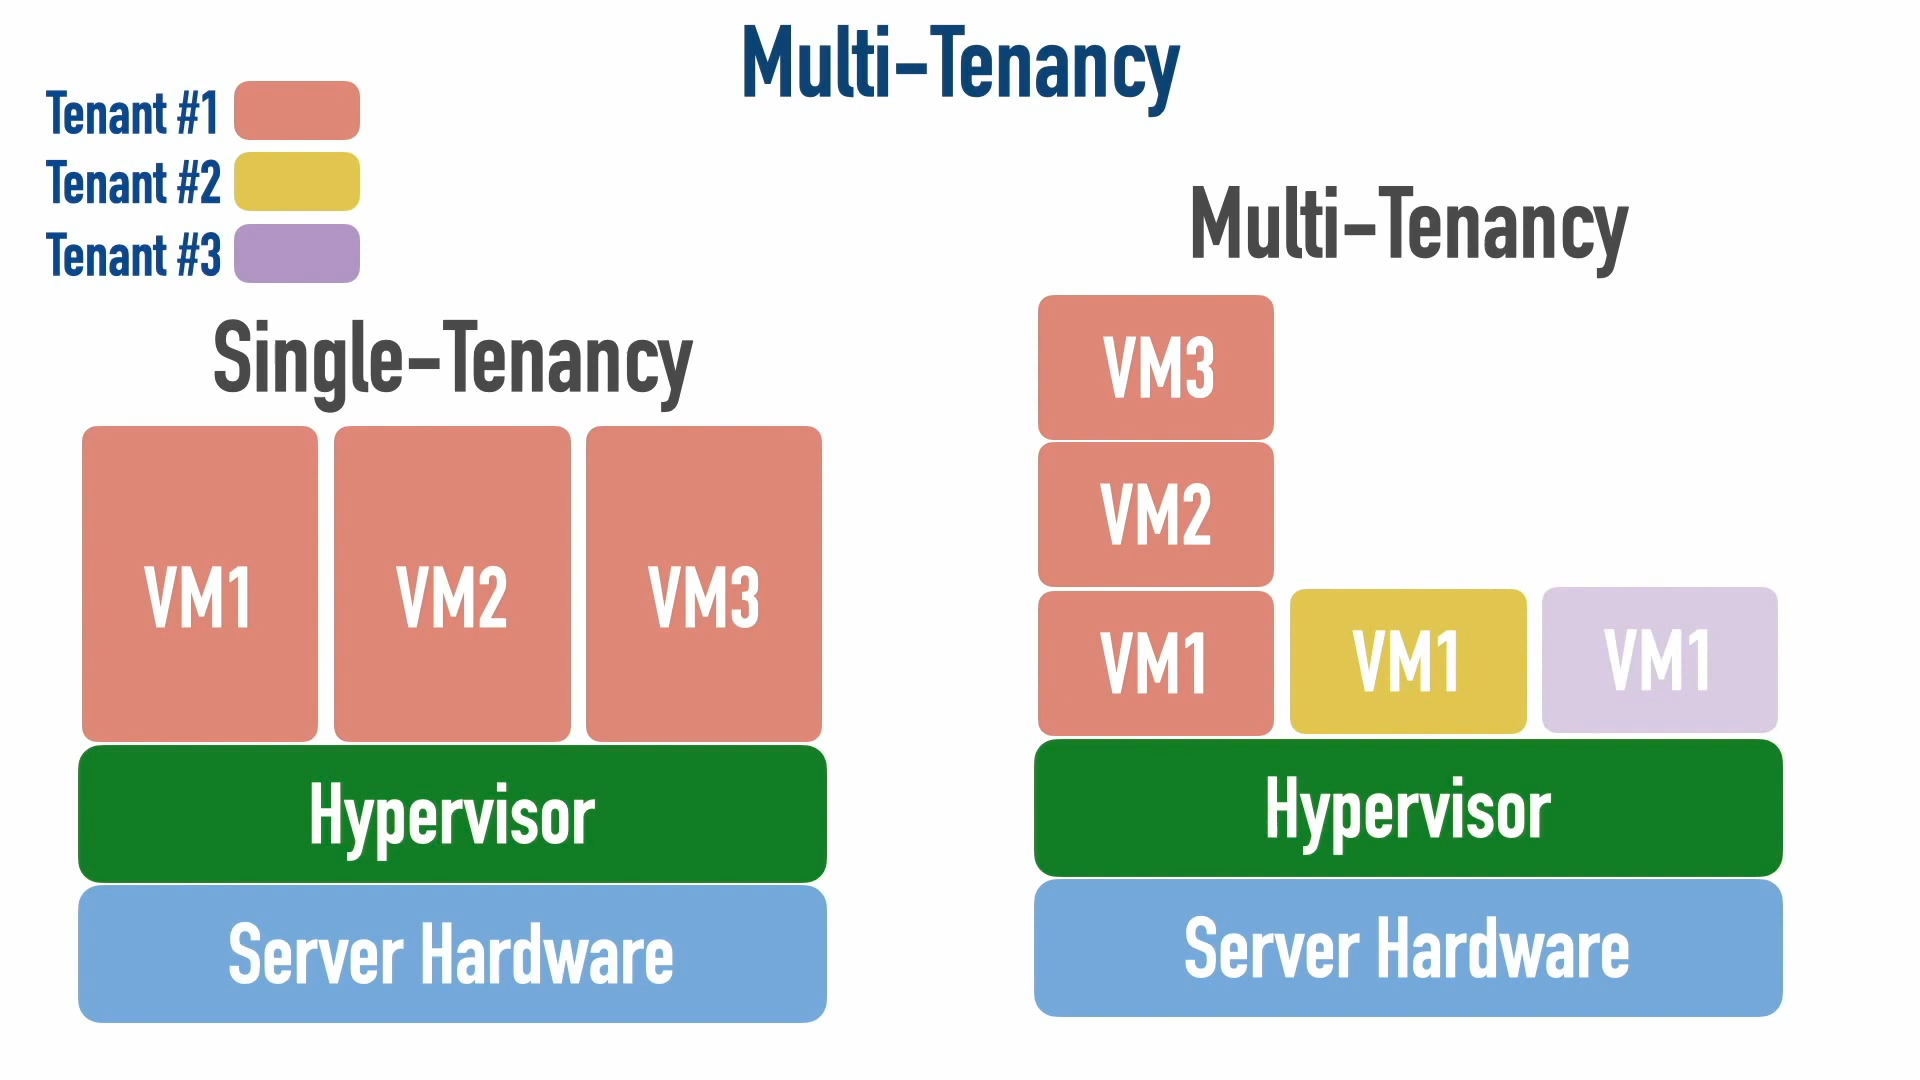 Multi-Tenancy
Tenant #1
Tenant #2
Tenant #3
Single-Tenancy
VM1 VM2 VM3
Hypervisor
Server Hardware
Multi-Tenancy
VM3
VM2
VM1 VM1 VM1
Hypervisor
Server Hardware